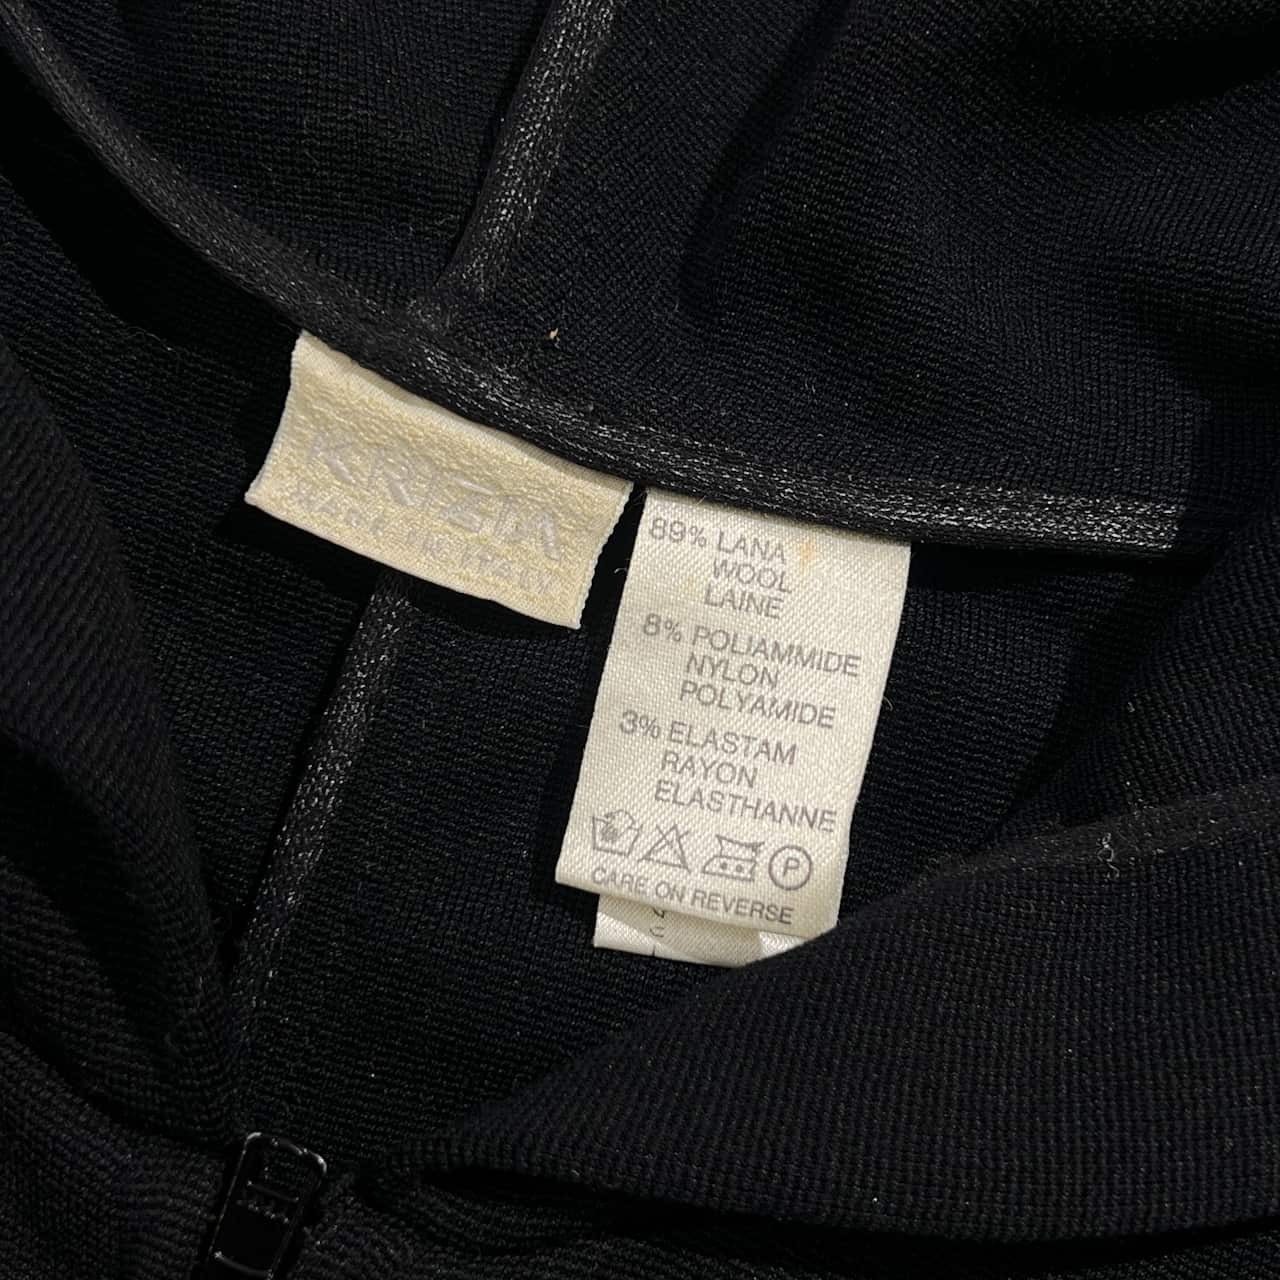 KRIZIA
MADE IN ITALY
89% LANA
WOOL
LAINE
8% POLIAMMIDE
NYLON
POLYAMIDE
3% ELASTAM
RAYON
ELASTHANNE
P
CARE ON REVERSE